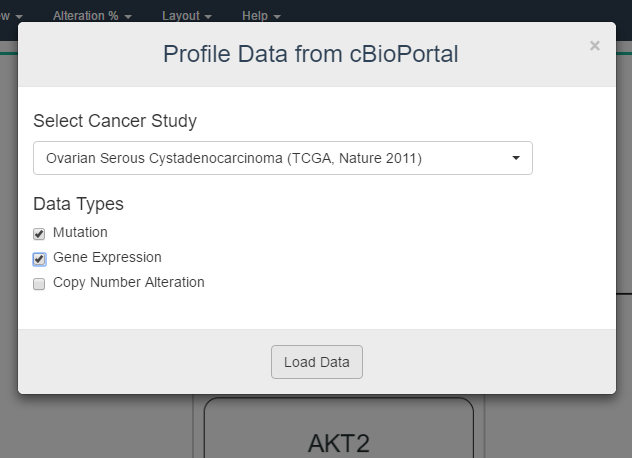 w Alteration % Layout Help
Profile Data from cBioPortal
×
Select Cancer Study
Ovarian Serous Cystadenocarcinoma (TCGA, Nature 2011)
Data Types
Mutation
Gene Expression
Copy Number Alteration
Load Data
AKT2